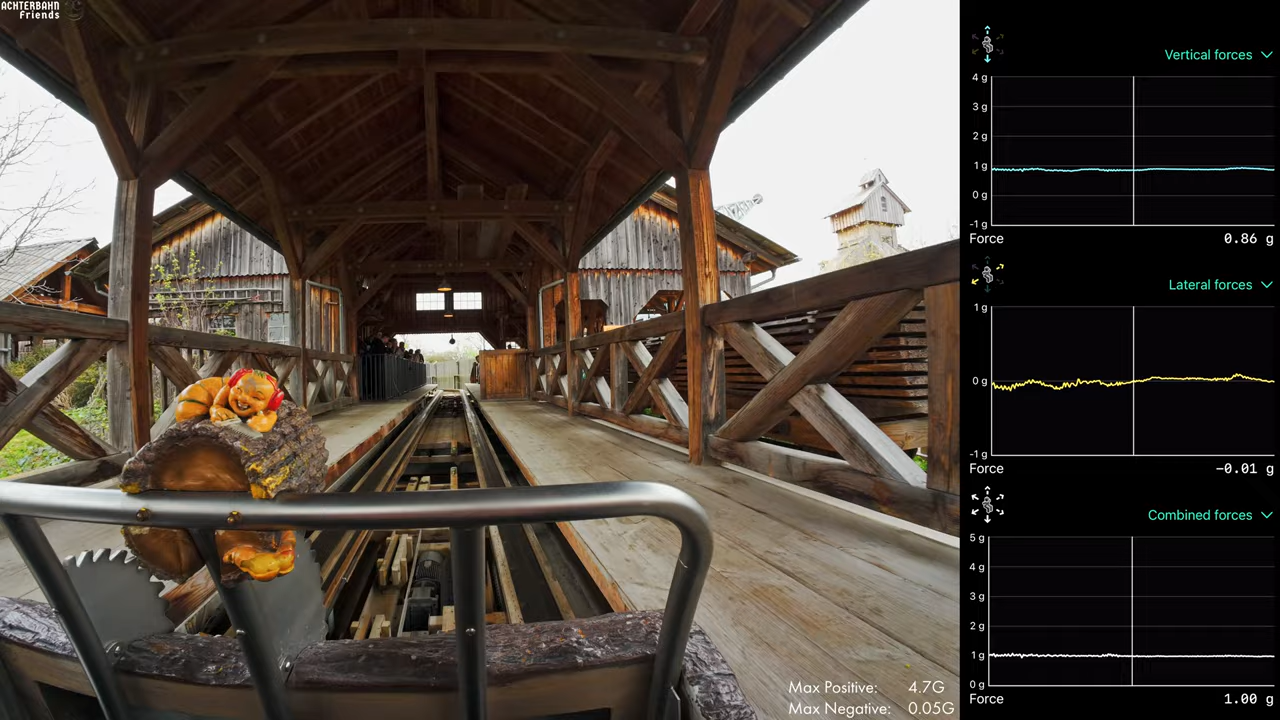 ACHTERBAHN
Friends
Max Positive: 4.7G
Max Negative: 0.05G
Vertical forces
4 g
3 g
2 g
1 g
0 g
-1 g
Force 0.86 g
Lateral forces
1 g
0 g
-1 g
Force -0.01 g
Combined forces
5 g
4 g
3 g
2 g
1 g
0 g
Force 1.00 g